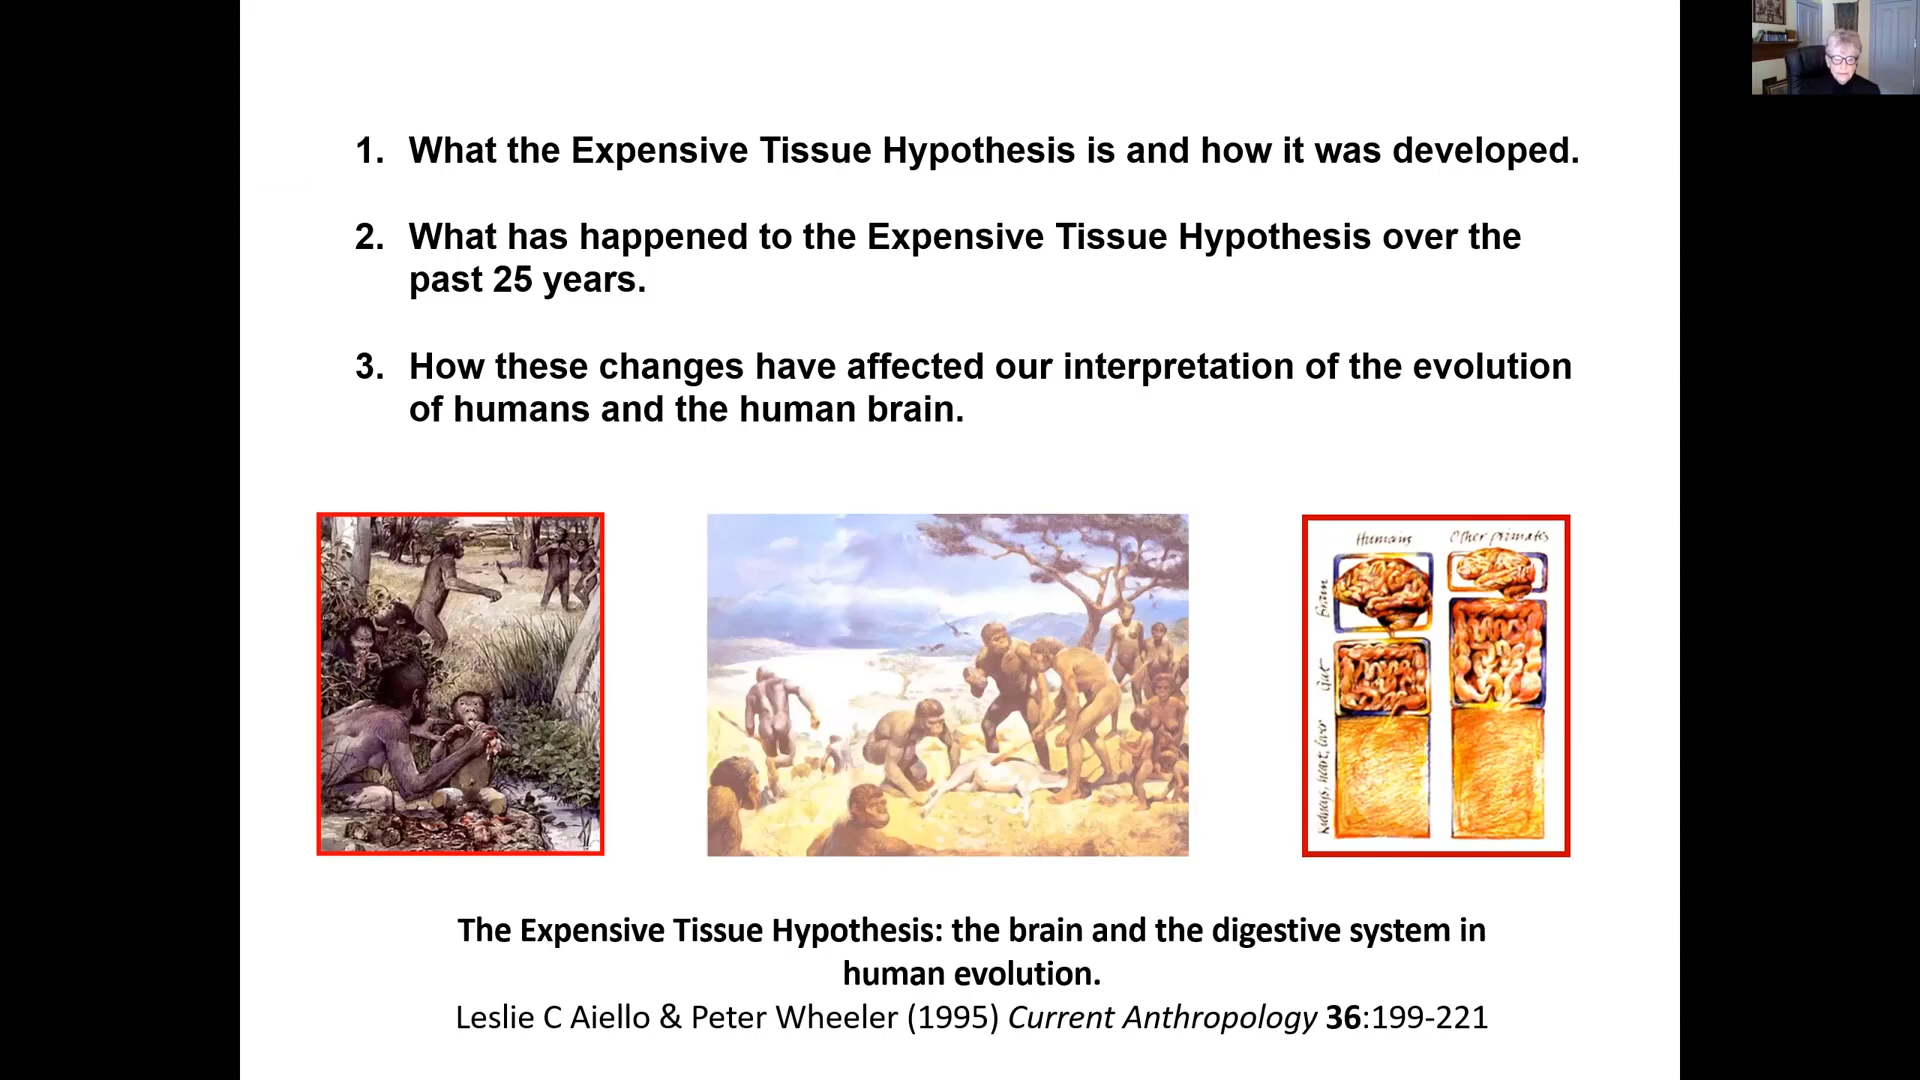 1. What the Expensive Tissue Hypothesis is and how it was developed.
2. What has happened to the Expensive Tissue Hypothesis over the
past 25 years.
3. How these changes have affected our interpretation of the evolution
of humans and the human brain.
Humans Other primates
Brain
Gut
Kidneys, heart, liver
The Expensive Tissue Hypothesis: the brain and the digestive system in
human evolution.
Leslie C Aiello & Peter Wheeler (1995) Current Anthropology 36:199-221